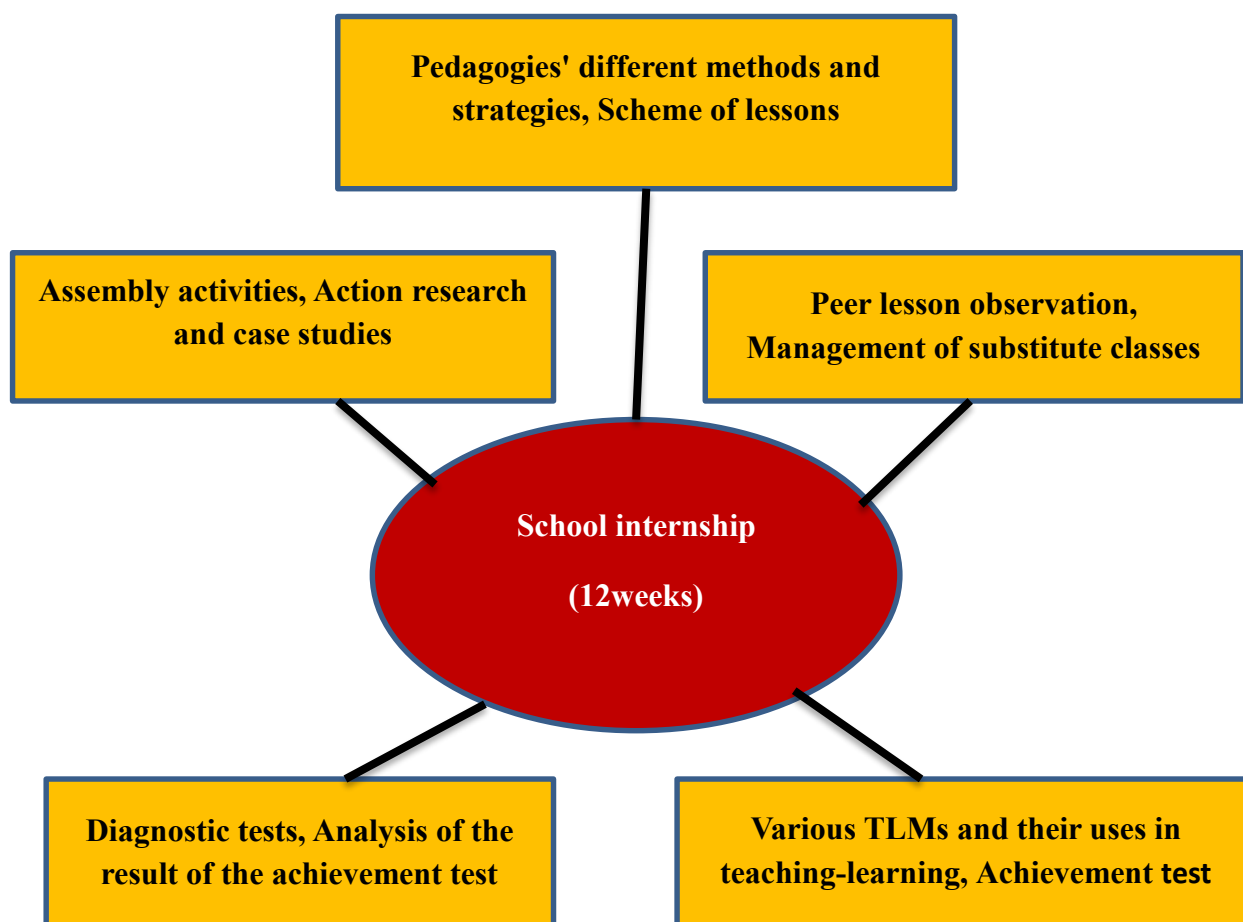 Pedagogies' different methods and
strategies, Scheme of lessons
Assembly activities, Action research
and case studies
Peer lesson observation,
Management of substitute classes
School internship
(12weeks)
Diagnostic tests, Analysis of the
result of the achievement test
Various TLMs and their uses in
teaching-learning, Achievement test